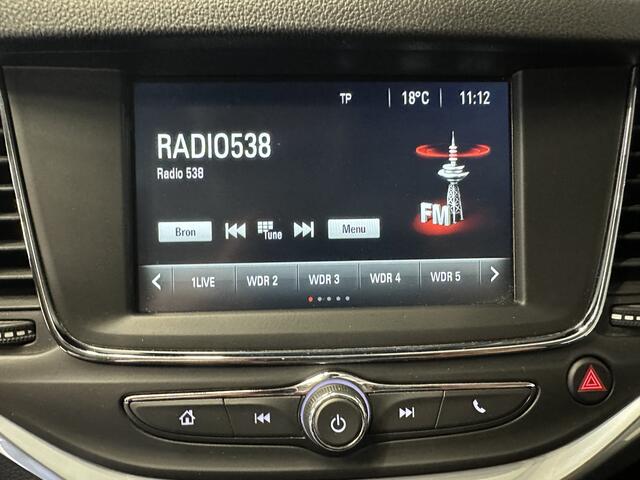 TP 18°C 11:12
RADIO538
Radio 538
FM
Bron Tune Menu
1LIVE WDR 2 WDR 3 WDR 4 WDR 5